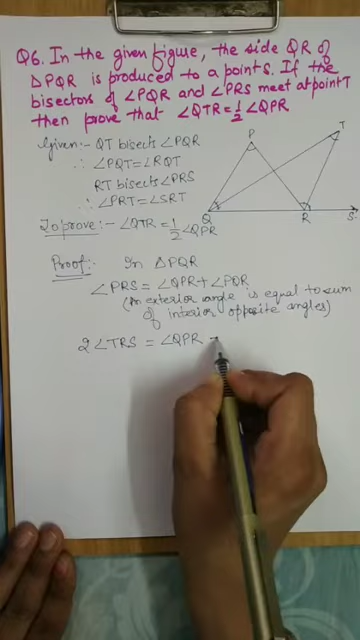 Q6. In the given figure, the side QR of
ΔPQR is produced to a point S. If the
bisectors of ∠PQR and ∠PRS meet at point T
then prove that ∠QTR = 1/2 ∠QPR
Given:- QT bisects ∠PQR
∴ ∠PQT = ∠RQT
RT bisects ∠PRS
∴ ∠PRT = ∠SRT
To prove:- ∠QTR = 1/2 ∠QPR
P
T
Q
R
S
Proof:- In ΔPQR
∠PRS = ∠QPR + ∠PQR
(An exterior angle is equal to sum
of interior opposite angles)
2∠TRS = ∠QPR